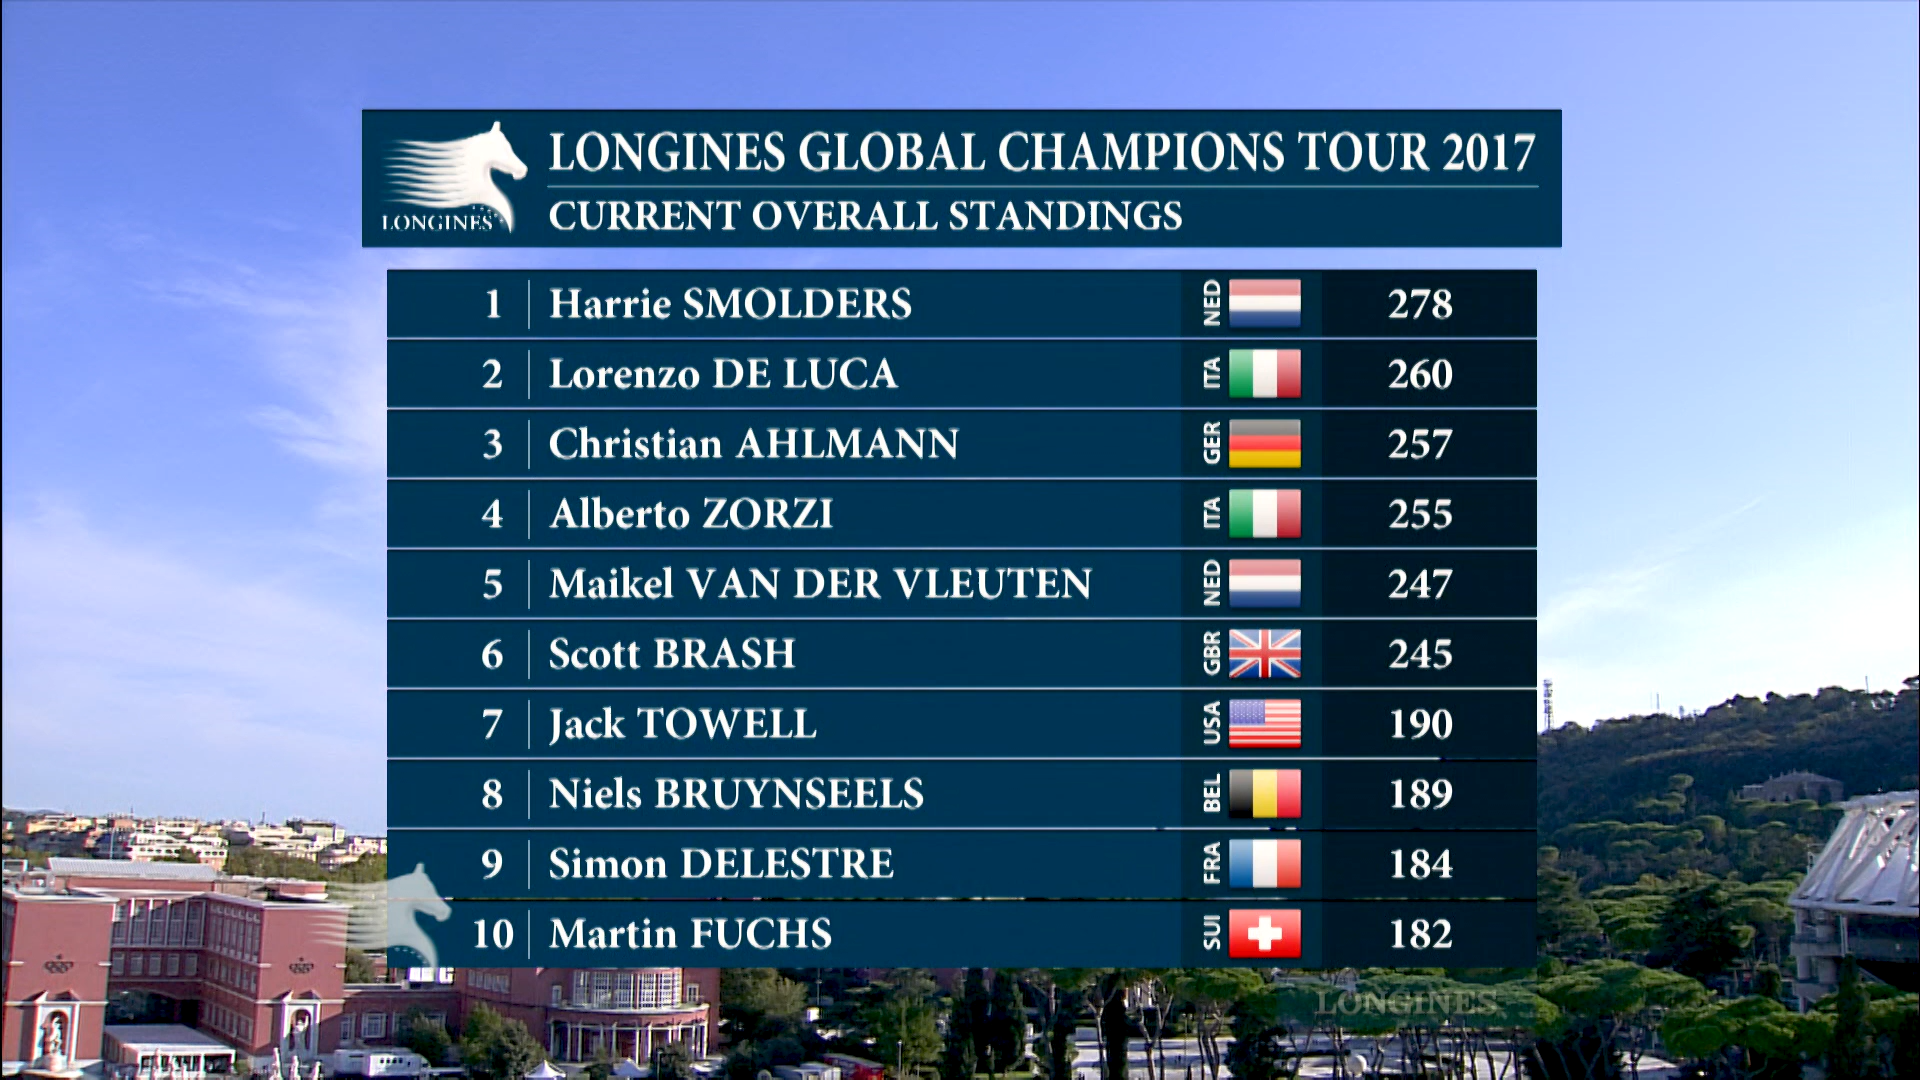 LONGINES
LONGINES GLOBAL CHAMPIONS TOUR 2017
CURRENT OVERALL STANDINGS
1 Harrie SMOLDERS NED 278
2 Lorenzo DE LUCA ITA 260
3 Christian AHLMANN GER 257
4 Alberto ZORZI ITA 255
5 Maikel VAN DER VLEUTEN NED 247
6 Scott BRASH GBR 245
7 Jack TOWELL USA 190
8 Niels BRUYNSEELS BEL 189
9 Simon DELESTRE FRA 184
10 Martin FUCHS SUI 182
LONGINES